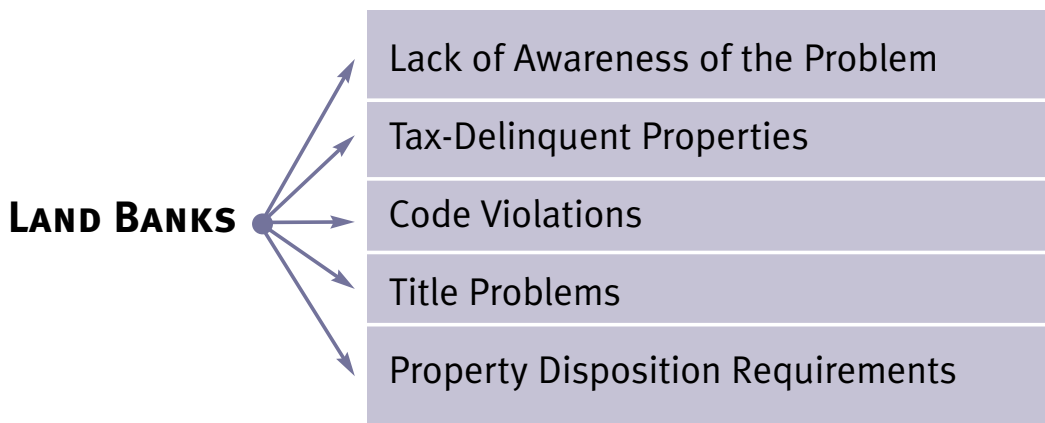 Lack of Awareness of the Problem
Tax-Delinquent Properties
LAND BANKS
Code Violations
Title Problems
Property Disposition Requirements